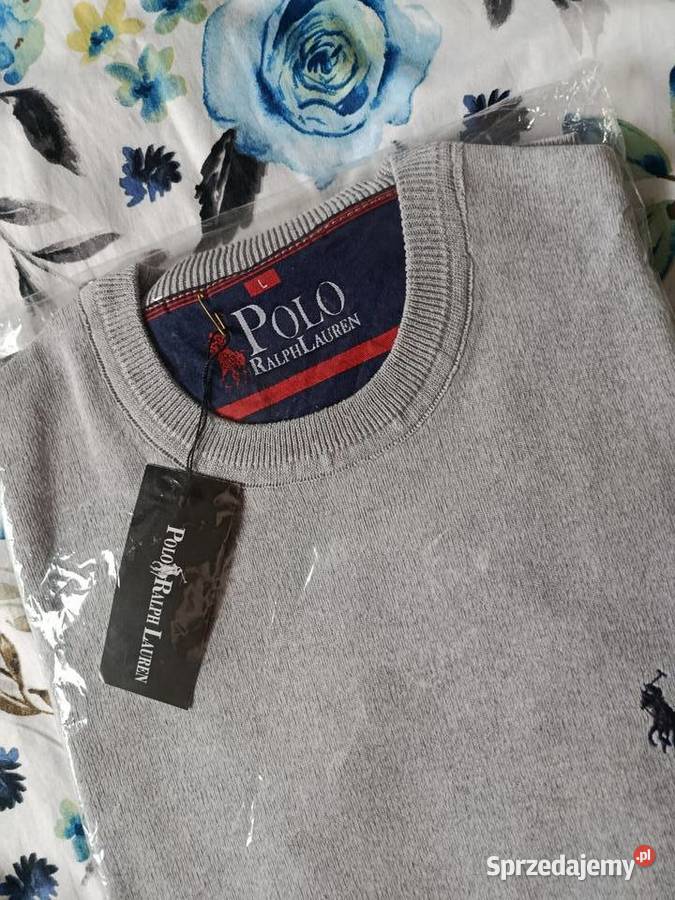 L
POLO
RALPH LAUREN
POLO RALPH LAUREN
Sprzedajemy.pl